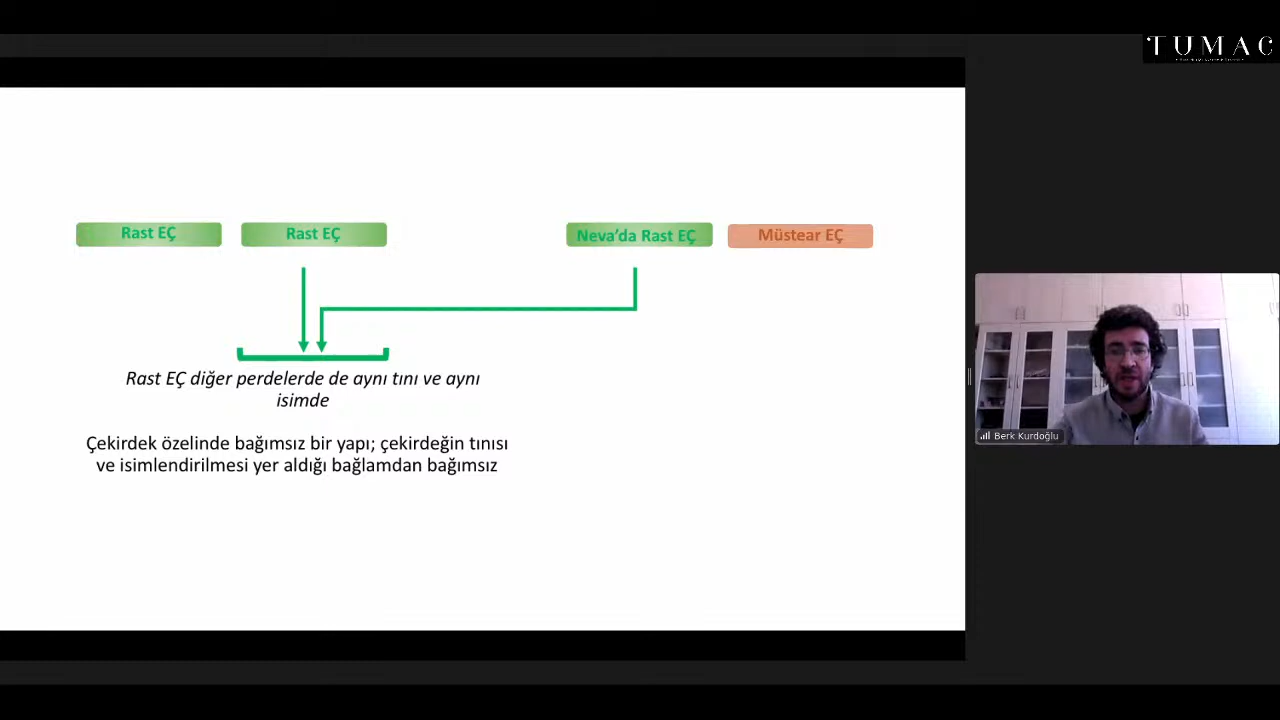 TUMAC
Rast EÇ
Rast EÇ
Neva’da Rast EÇ
Müstear EÇ
Rast EÇ diğer perdelerde de aynı tını ve aynı
isimde
Çekirdek özelinde bağımsız bir yapı; çekirdeğin tınısı
ve isimlendirilmesi yer aldığı bağlamdan bağımsız
Berk Kurdoğlu